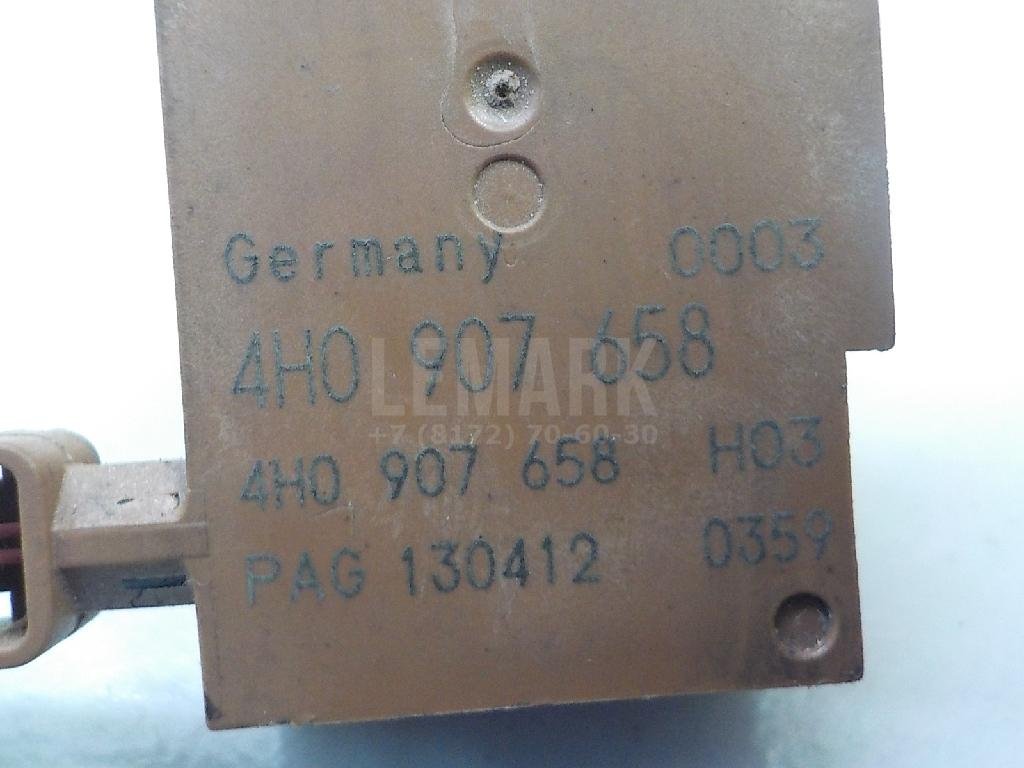 Germany 0003
4H0 907 658
LEMARK
+7 (8172) 70-60-30
4H0 907 658 H03
PAG 130412 0359